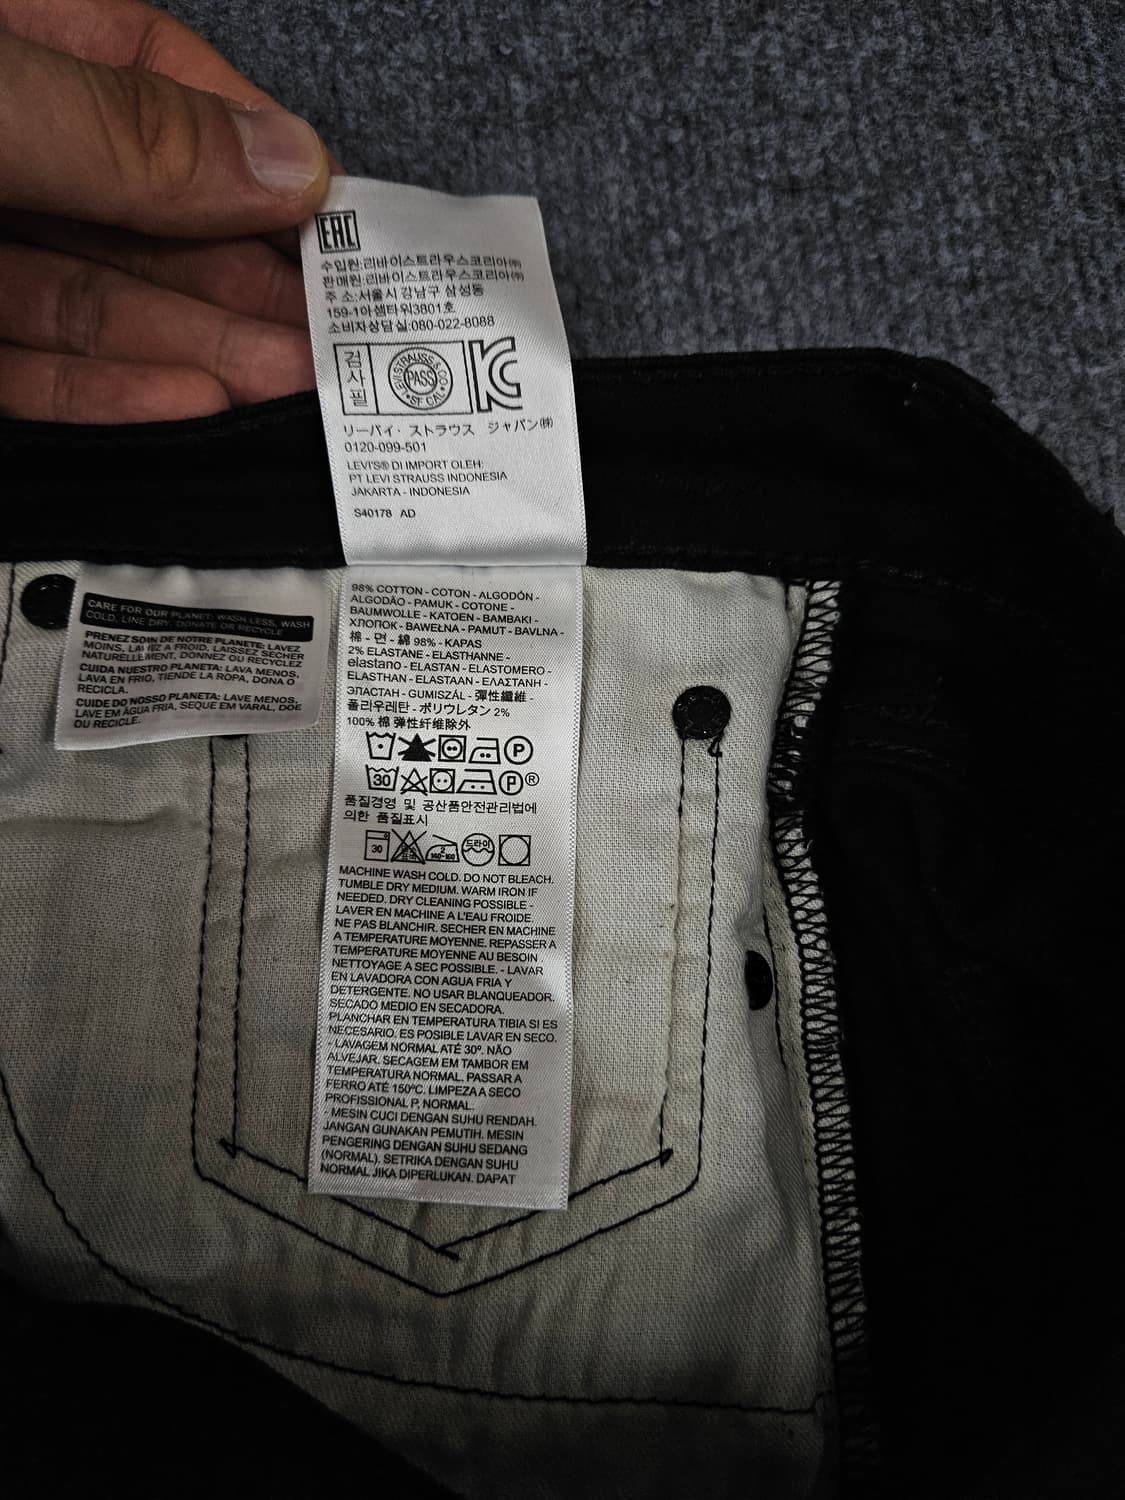 EAC
수입원:리바이스트라우스코리아㈜
판매원:리바이스트라우스코리아㈜
주 소:서울시 강남구 삼성동
159-1아셈타워3801호
소비자상담실:080-022-8088
검사필
LEVI STRAUSS & CO.
PASS
SF CAL
KC
リーバイ・ストラウス ジャパン㈱
0120-099-501
LEVI'S® DI IMPORT OLEH:
PT LEVI STRAUSS INDONESIA
JAKARTA - INDONESIA
S40178 AD
CARE FOR OUR PLANET: WASH LESS, WASH
COLD, LINE DRY, DONATE OR RECYCLE
PRENEZ SOIN DE NOTRE PLANETE: LAVEZ
MOINS, LAVEZ A FROID, LAISSEZ SECHER
NATURELLEMENT, DONNEZ OU RECYCLEZ
CUIDA NUESTRO PLANETA: LAVA MENOS,
LAVA EN FRIO, TIENDE LA ROPA, DONA O
RECICLA.
CUIDE DO NOSSO PLANETA: LAVE MENOS,
LAVE EM ÁGUA FRIA, SEQUE EM VARAL, DOE
OU RECICLE.
98% COTTON - COTON - ALGODÓN -
ALGODÃO - PAMUK - COTONE -
BAUMWOLLE - KATOEN - BAMBAKI -
ХЛОПОК - BAWEŁNA - PAMUT - BAVLNA -
棉 - 면 - 綿 98% - KAPAS
2% ELASTANE - ELASTHANNE -
elastano - ELASTAN - ELASTOMERO -
ELASTHAN - ELASTAAN - ΕΛΑΣΤΑΝΗ -
ЭЛАСТАН - GUMISZÁL - 彈性纖維 -
폴리우레탄 - ポリウレタン 2%
100% 棉 弹性纤维除外
P
30 P ®
품질경영 및 공산품안전관리법에
의한 품질표시
30 드라이
MACHINE WASH COLD. DO NOT BLEACH.
TUMBLE DRY MEDIUM. WARM IRON IF
NEEDED. DRY CLEANING POSSIBLE -
LAVER EN MACHINE A L'EAU FROIDE.
NE PAS BLANCHIR. SECHER EN MACHINE
A TEMPERATURE MOYENNE. REPASSER A
TEMPERATURE MOYENNE AU BESOIN.
NETTOYAGE A SEC POSSIBLE. - LAVAR
EN LAVADORA CON AGUA FRIA Y
DETERGENTE. NO USAR BLANQUEADOR.
SECADO MEDIO EN SECADORA.
PLANCHAR EN TEMPERATURA TIBIA SI ES
NECESARIO. ES POSIBLE LAVAR EN SECO.
- LAVAGEM NORMAL ATÉ 30º. NÃO
ALVEJAR. SECAGEM EM TAMBOR EM
TEMPERATURA NORMAL. PASSAR A
FERRO ATÉ 150ºC. LIMPEZA A SECO
PROFISSIONAL P, NORMAL.
- MESIN CUCI DENGAN SUHU RENDAH.
JANGAN GUNAKAN PEMUTIH. MESIN
PENGERING DENGAN SUHU SEDANG
(NORMAL). SETRIKA DENGAN SUHU
NORMAL JIKA DIPERLUKAN. DAPAT